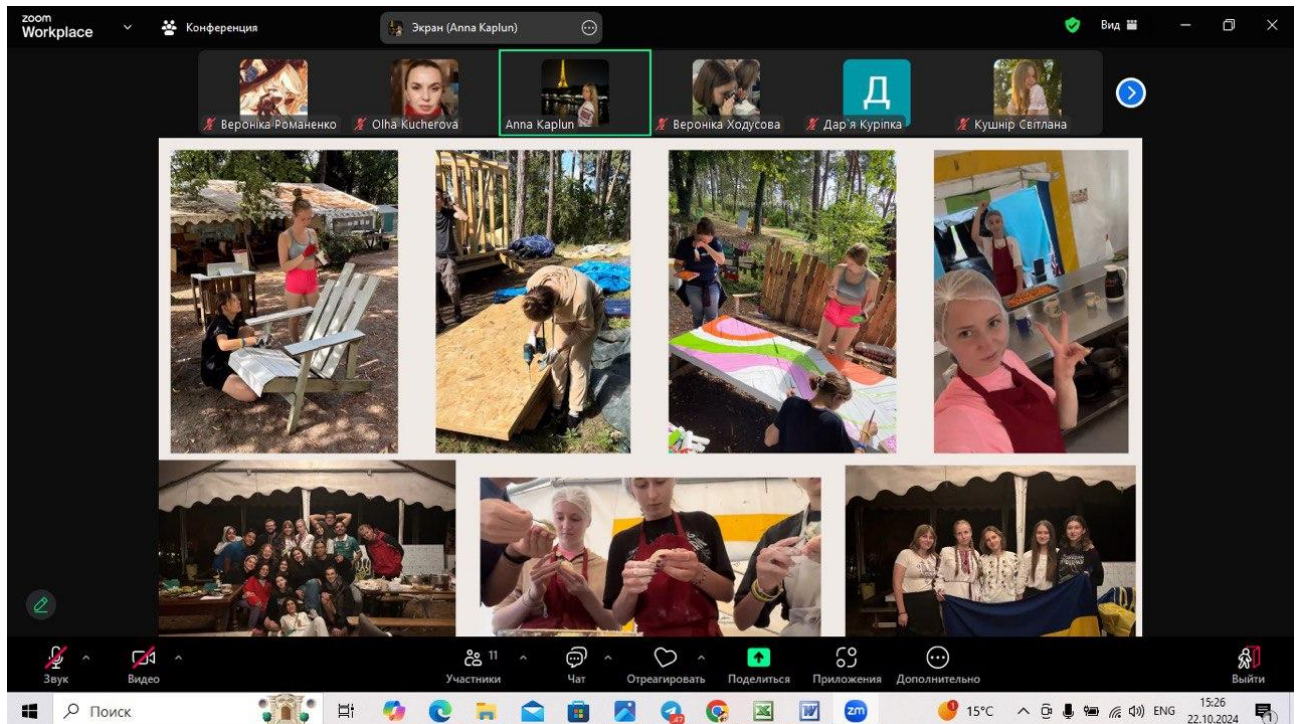 zoom
Workplace
Конференция
Экран (Anna Kaplun)
Вид
Вероніка Романенко
Olha Kucherova
Anna Kaplun
Вероніка Ходусова
Д
Дар`я Куріпка
Кушнір Світлана
Звук
Видео
11
Участники
Чат
Отреагировать
Поделиться
Приложения
Дополнительно
Выйти
Поиск
zm
15°C
ENG
15:26
22.10.2024